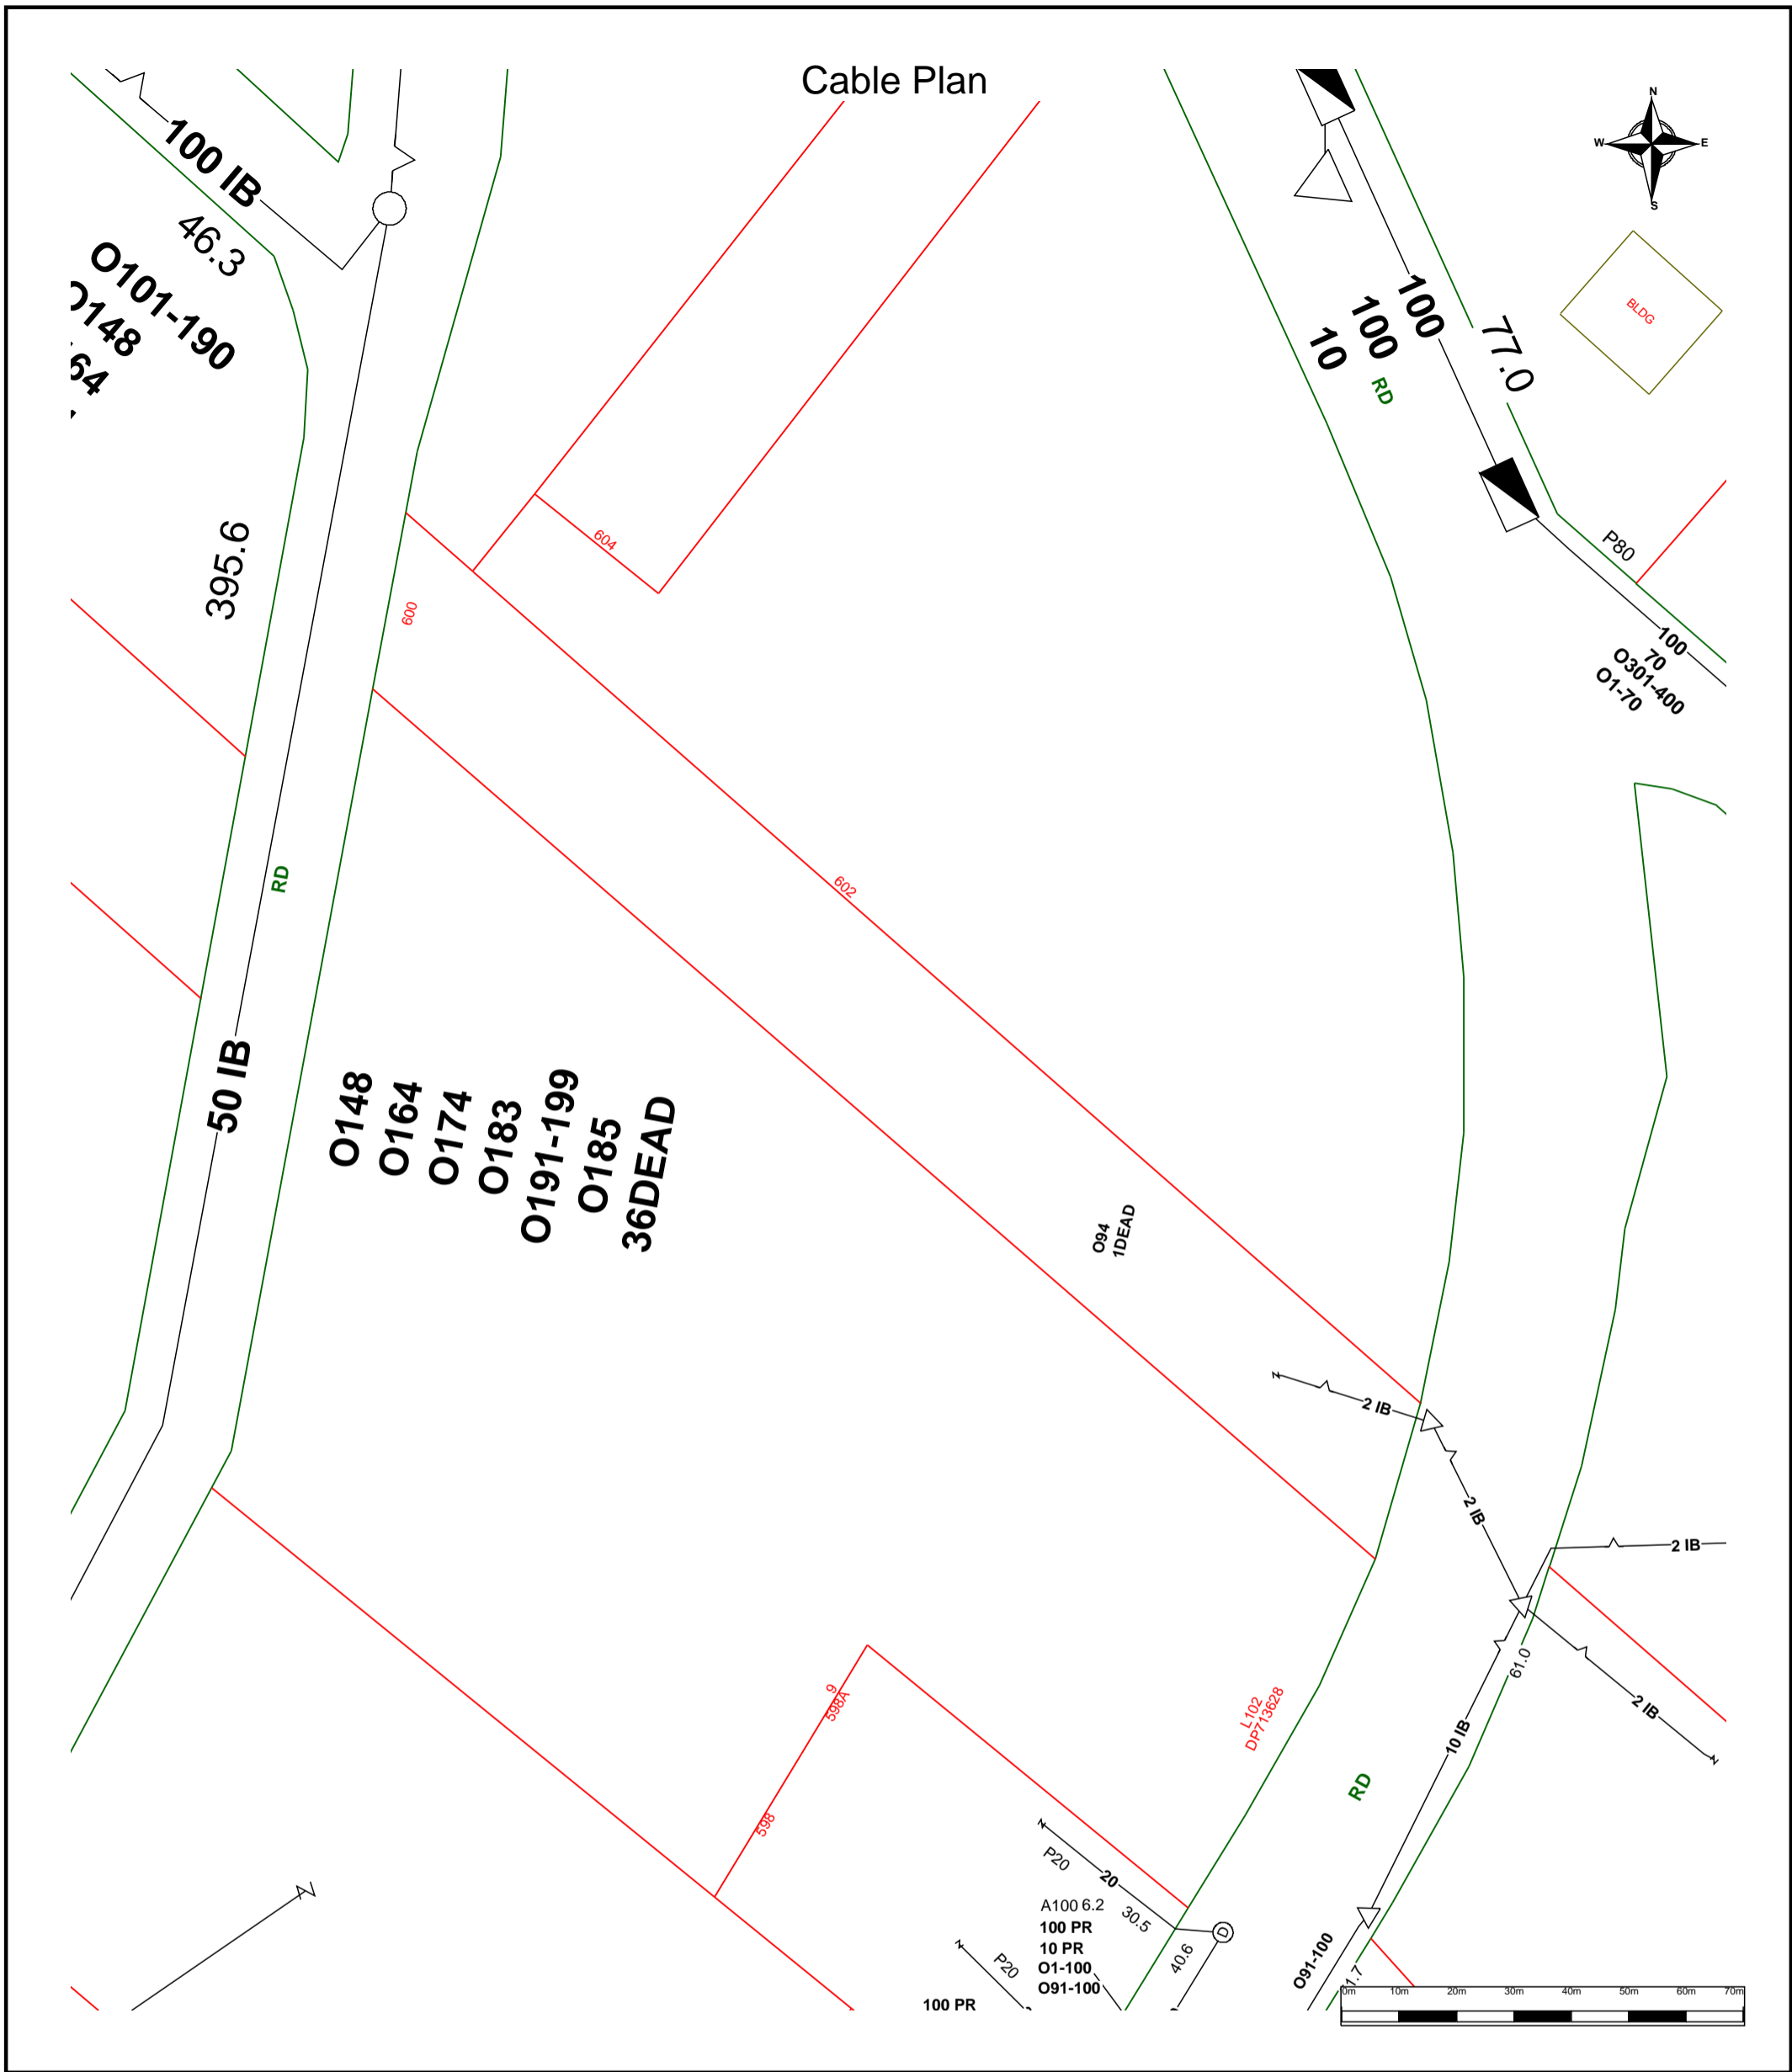 Cable Plan
N
W
E
S
100 IB
46.3
O101-190
O148
64
100
100
10
RD
77.0
BLDG
604
P80
395.6
600
100
70
O301-400
O1-70
RD
602
50 IB
O148
O164
O174
O183
O191-199
O185
36DEAD
O94
1DEAD
2 IB
2 IB
2 IB
61.0
2 IB
10 IB
9
598A
598
L102
DP713628
RD
P20
20
A100 6.2
30.5
100 PR
10 PR
O1-100
O91-100
P20
100 PR
40.6
D
O91-100
1.7
0m 10m 20m 30m 40m 50m 60m 70m